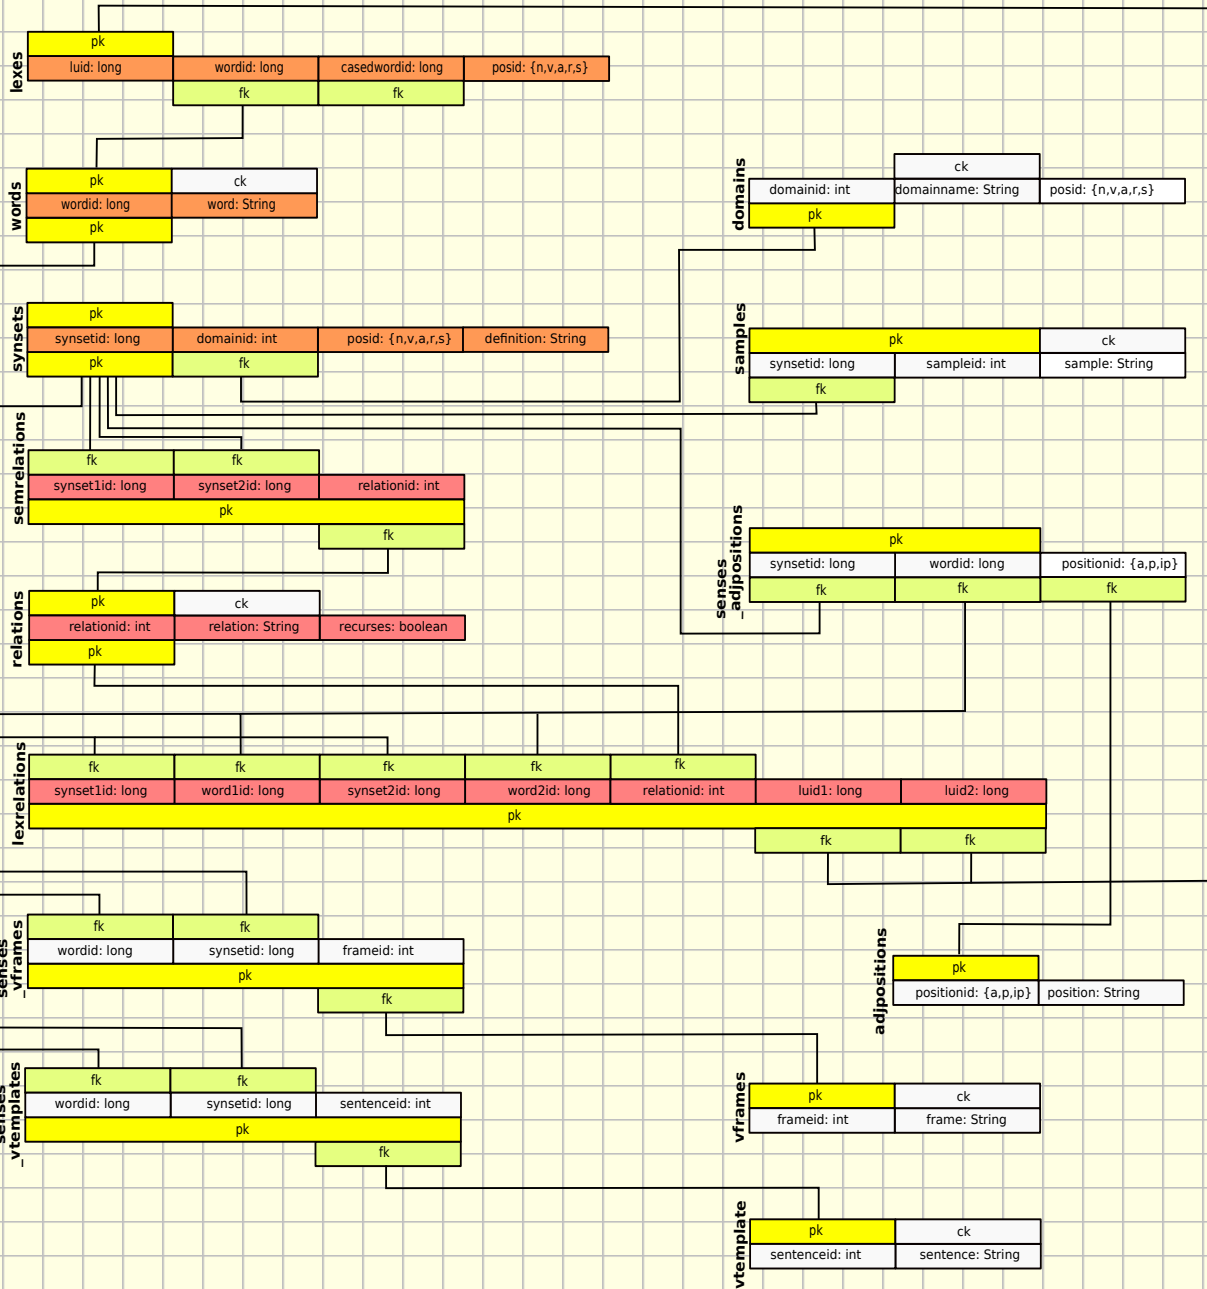 lexes
pk
luid: long wordid: long casedwordid: long posid: {n,v,a,r,s}
fk fk
words
pk ck
wordid: long word: String
pk
domains
ck
domainid: int domainname: String posid: {n,v,a,r,s}
pk
synsets
pk
synsetid: long domainid: int posid: {n,v,a,r,s} definition: String
pk fk
samples
pk ck
synsetid: long sampleid: int sample: String
fk
semrelations
fk fk
synset1id: long synset2id: long relationid: int
pk
fk
senses
_adjpositions
pk
synsetid: long wordid: long positionid: {a,p,ip}
fk fk fk
relations
pk ck
relationid: int relation: String recurses: boolean
pk
lexrelations
fk fk fk fk fk
synset1id: long word1id: long synset2id: long word2id: long relationid: int luid1: long luid2: long
pk
fk fk
senses
_vframes
fk fk
wordid: long synsetid: long frameid: int
pk
fk
adjpositions
pk
positionid: {a,p,ip} position: String
senses
_vtemplates
fk fk
wordid: long synsetid: long sentenceid: int
pk
fk
vframes
pk ck
frameid: int frame: String
vtemplate
pk ck
sentenceid: int sentence: String